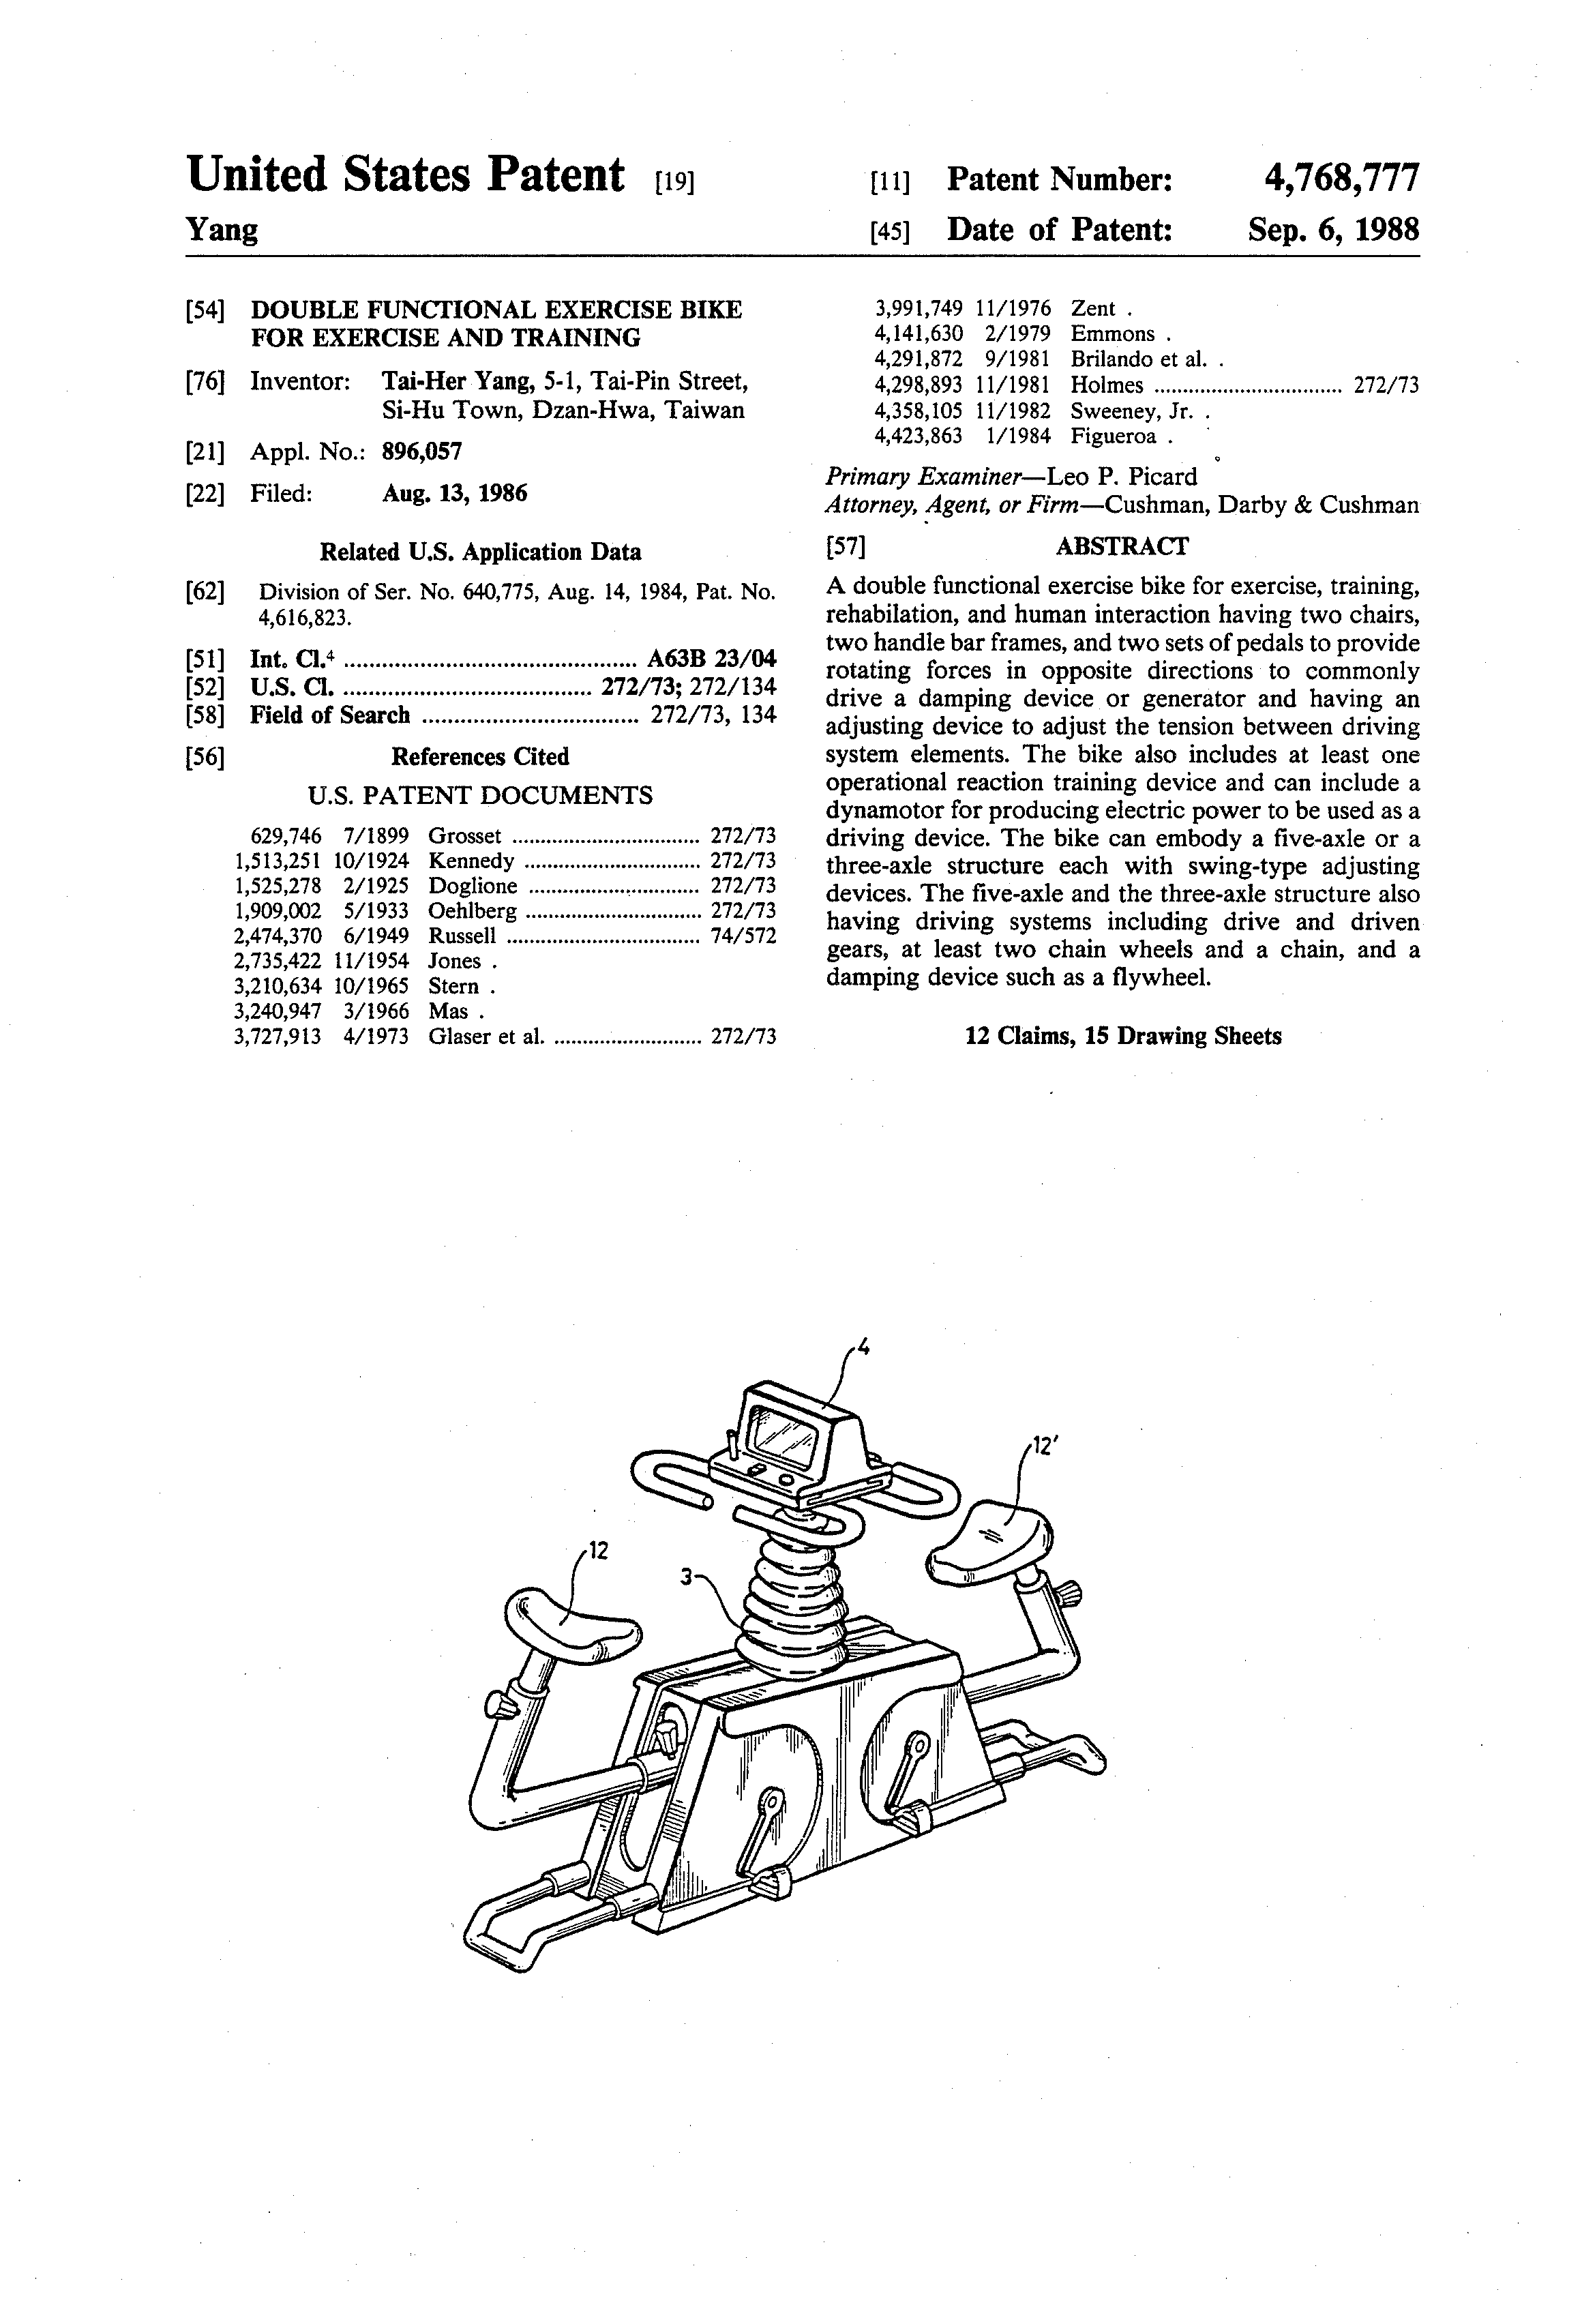 United States Patent [19]
Yang
[11] Patent Number: 4,768,777
[45] Date of Patent: Sep. 6, 1988
[54] DOUBLE FUNCTIONAL EXERCISE BIKE
FOR EXERCISE AND TRAINING
[76] Inventor: Tai-Her Yang, 5-1, Tai-Pin Street,
Si-Hu Town, Dzan-Hwa, Taiwan
[21] Appl. No.: 896,057
[22] Filed: Aug. 13, 1986
Related U.S. Application Data
[62] Division of Ser. No. 640,775, Aug. 14, 1984, Pat. No.
4,616,823.
[51] Int. Cl.⁴ .............................................. A63B 23/04
[52] U.S. Cl. ....................................... 272/73; 272/134
[58] Field of Search .................................. 272/73, 134
[56] References Cited
U.S. PATENT DOCUMENTS
629,746 7/1899 Grosset ................................. 272/73
1,513,251 10/1924 Kennedy ............................... 272/73
1,525,278 2/1925 Doglione .............................. 272/73
1,909,002 5/1933 Oehlberg ............................... 272/73
2,474,370 6/1949 Russell .................................. 74/572
2,735,422 11/1954 Jones .
3,210,634 10/1965 Stern .
3,240,947 3/1966 Mas .
3,727,913 4/1973 Glaser et al. .......................... 272/73
3,991,749 11/1976 Zent .
4,141,630 2/1979 Emmons .
4,291,872 9/1981 Brilando et al. .
4,298,893 11/1981 Holmes ................................. 272/73
4,358,105 11/1982 Sweeney, Jr. .
4,423,863 1/1984 Figueroa .
Primary Examiner—Leo P. Picard
Attorney, Agent, or Firm—Cushman, Darby & Cushman
[57] ABSTRACT
A double functional exercise bike for exercise, training,
rehabilation, and human interaction having two chairs,
two handle bar frames, and two sets of pedals to provide
rotating forces in opposite directions to commonly
drive a damping device or generator and having an
adjusting device to adjust the tension between driving
system elements. The bike also includes at least one
operational reaction training device and can include a
dynamotor for producing electric power to be used as a
driving device. The bike can embody a five-axle or a
three-axle structure each with swing-type adjusting
devices. The five-axle and the three-axle structure also
having driving systems including drive and driven
gears, at least two chain wheels and a chain, and a
damping device such as a flywheel.
12 Claims, 15 Drawing Sheets
4
12'
12
3